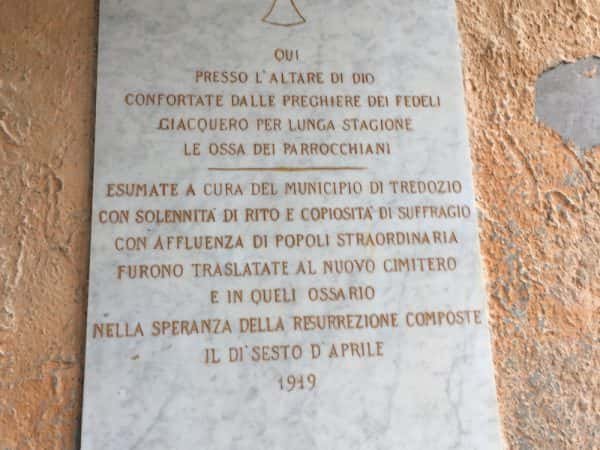 QUI
PRESSO L'ALTARE DI DIO
CONFORTATE DALLE PREGHIERE DEI FEDELI
GIACQUERO PER LUNGA STAGIONE
LE OSSA DEI PARROCCHIANI
ESUMATE A CURA DEL MUNICIPIO DI TREDOZIO
CON SOLENNITA' DI RITO E COPIOSITA' DI SUFFRAGIO
CON AFFLUENZA DI POPOLI STRAORDINARIA
FURONO TRASLATATE AL NUOVO CIMITERO
E IN QUELI OSSARIO
NELLA SPERANZA DELLA RESURREZIONE COMPOSTE
IL DI' SESTO D'APRILE
1919